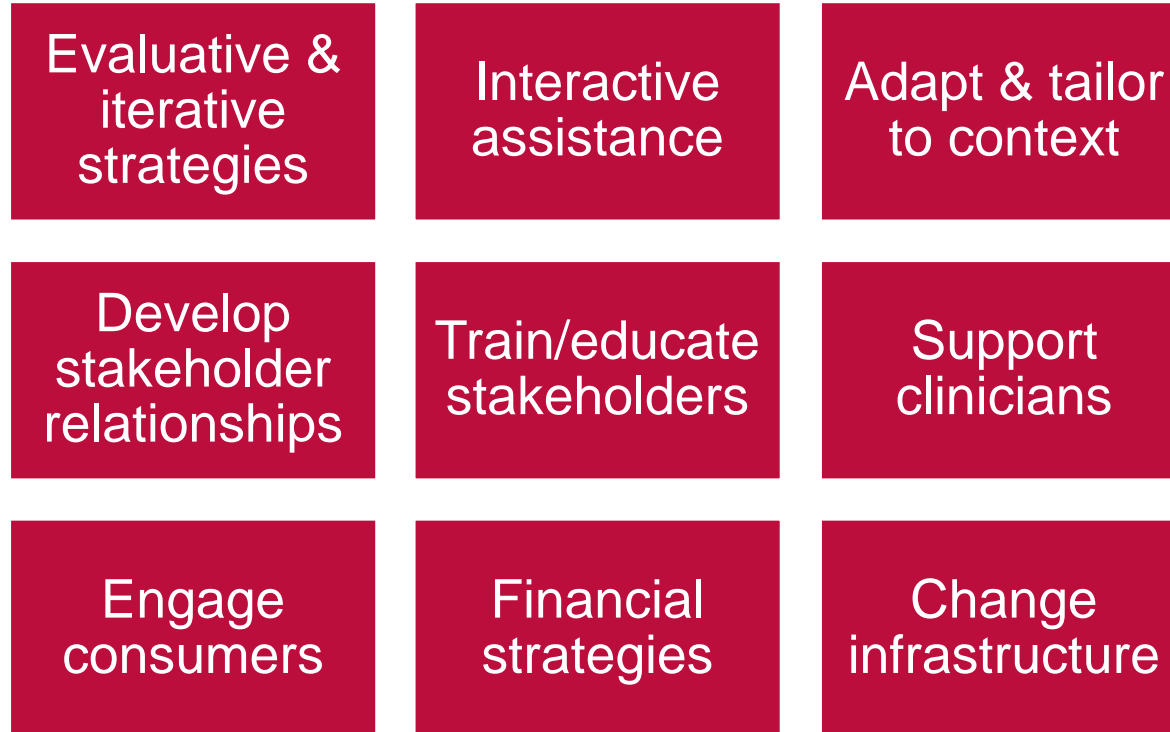 Evaluative &
iterative
strategies
Interactive
assistance
Adapt & tailor
to context
Develop
stakeholder
relationships
Train/educate
stakeholders
Support
clinicians
Engage
consumers
Financial
strategies
Change
infrastructure